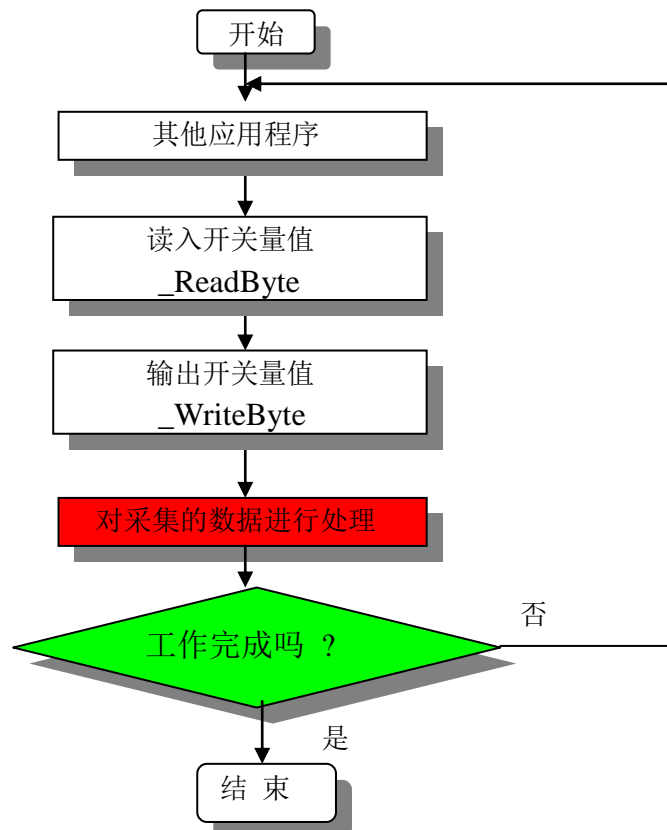 开始
其他应用程序
读入开关量值
_ReadByte
输出开关量值
_WriteByte
对采集的数据进行处理
否
工作完成吗 ?
是
结 束